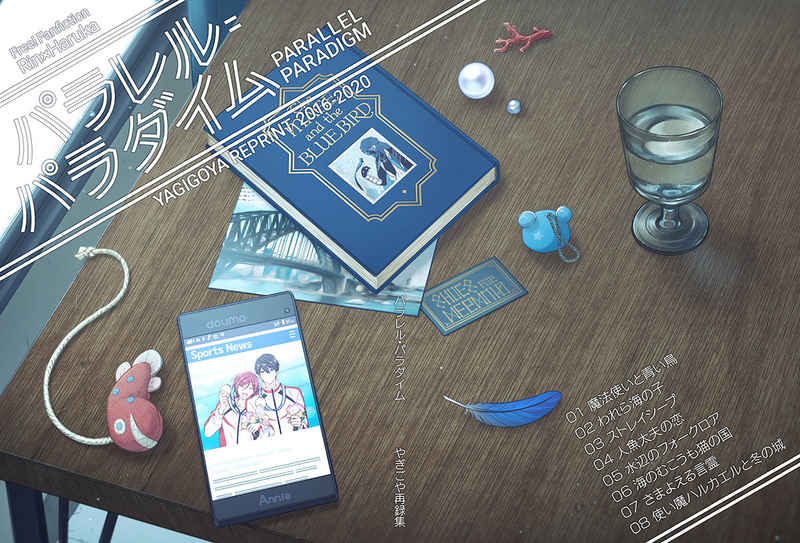 Free! Fanfiction
Rin×Haruka
パラレル・
パラダイム
PARALLEL
PARADIGM
YAGIGOYA REPRINT 2016-2020
and the
BLUE BIRD
doumo
Sports News
Annie
パラレル・パラダイム
やぎごや再録集
01 魔法使いと青い鳥
02 われら海の子
03 ストレイシープ
04 人魚太夫の恋
05 水辺のフォークロア
06 海のむこうも猫の国
07 さまよえる言霊
08 使い魔ハルカエルと冬の城